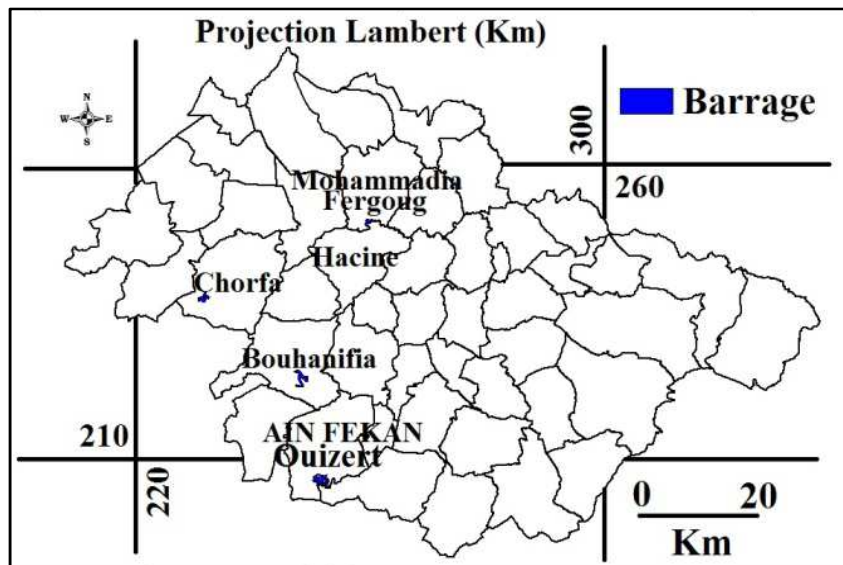 Projection Lambert (Km)
N
W E
S
Barrage
300
260
Mohammadia
Fergoug
Hacine
Chorfa
Bouhanifia
AIN FEKAN
Ouizert
210
220
0 20
Km